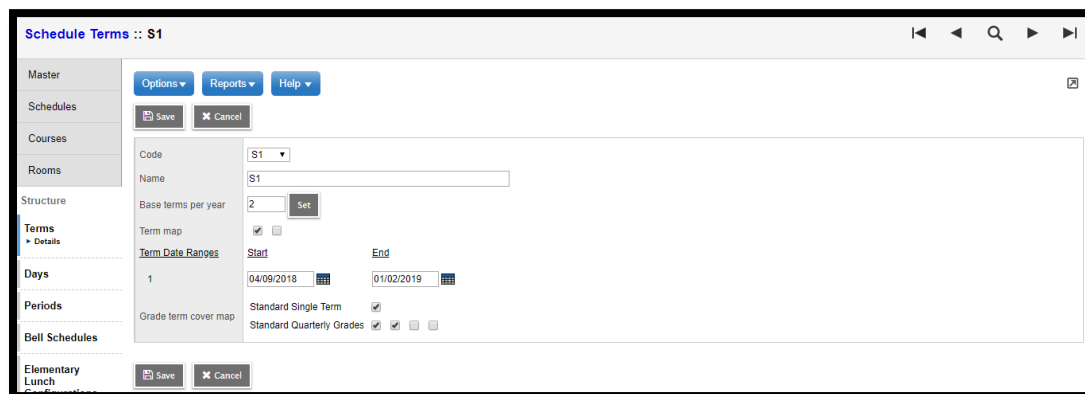 Schedule Terms :: S1
Master
Schedules
Courses
Rooms
Structure
Terms
Details
Days
Periods
Bell Schedules
Elementary
Lunch
Configurations
Options Reports Help
Save Cancel
Code S1
Name S1
Base terms per year 2 Set
Term map
Term Date Ranges Start End
1 04/09/2018 01/02/2019
Grade term cover map
Standard Single Term
Standard Quarterly Grades
Save Cancel